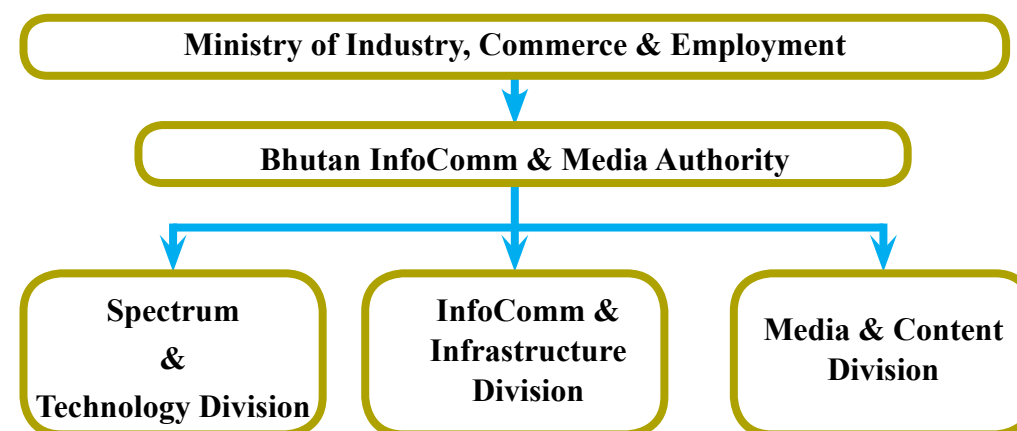 Ministry of Industry, Commerce & Employment
Bhutan InfoComm & Media Authority
Spectrum
&
Technology Division
InfoComm &
Infrastructure
Division
Media & Content
Division